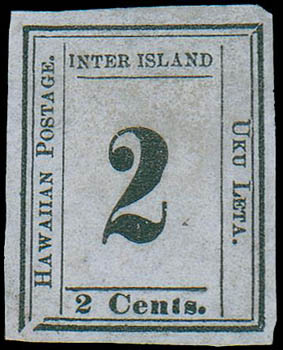 INTER ISLAND
HAWAIIAN POSTAGE.
2
UKU LETA.
2 Cents.